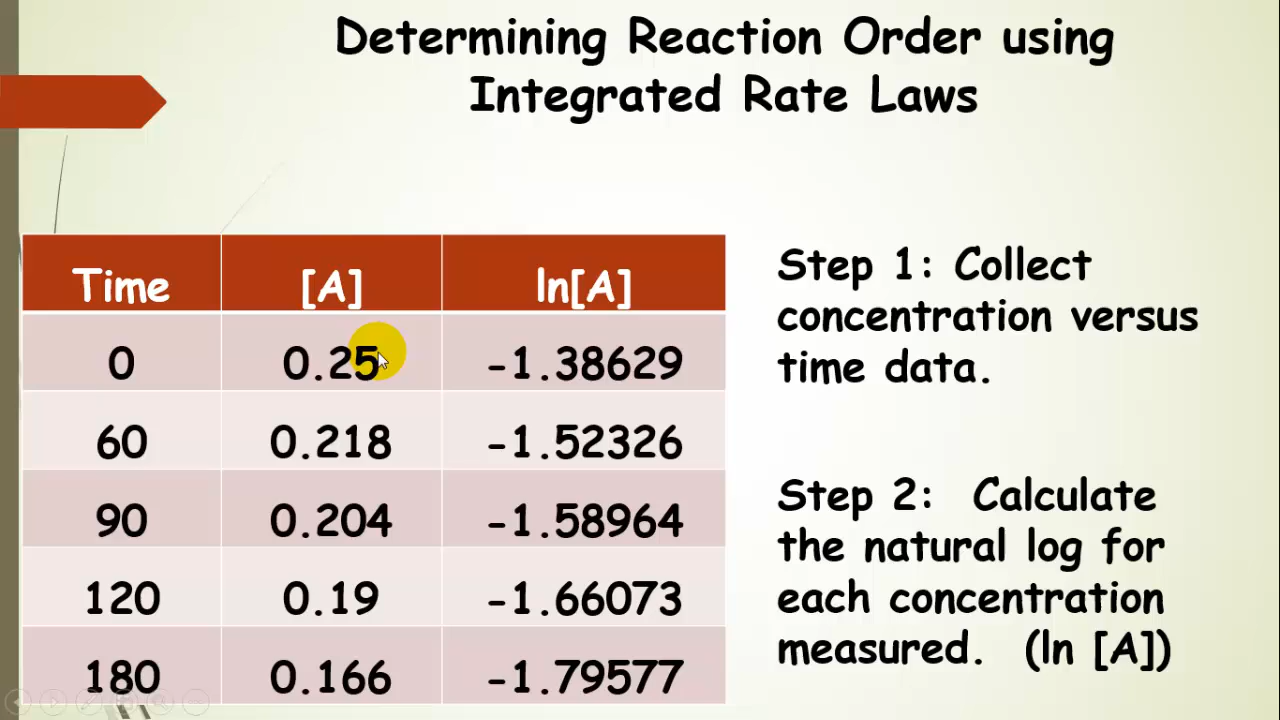 Determining Reaction Order using
Integrated Rate Laws
Time [A] ln[A]
0 0.25 -1.38629
60 0.218 -1.52326
90 0.204 -1.58964
120 0.19 -1.66073
180 0.166 -1.79577
Step 1: Collect
concentration versus
time data.
Step 2: Calculate
the natural log for
each concentration
measured. (ln [A])